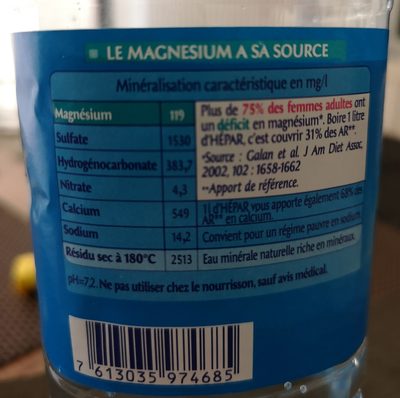 LE MAGNESIUM A SA SOURCE
Minéralisation caractéristique en mg/l
Magnésium 119
Sulfate 1530
Hydrogénocarbonate 383,7
Nitrate 4,3
Calcium 549
Sodium 14,2
Résidu sec à 180°C 2513
Plus de 75% des femmes adultes ont
un déficit en magnésium*. Boire 1 litre
d'HÉPAR, c'est couvrir 31% des AR**.
*Source : Galan et al. J Am Diet Assoc,
2002, 102 : 1658-1662
**Apport de référence.
1l d'HÉPAR vous apporte également 68% des
AR** en calcium.
Convient pour un régime pauvre en sodium.
Eau minérale naturelle riche en minéraux.
pH=7,2. Ne pas utiliser chez le nourrisson, sauf avis médical.
7 613035 974685